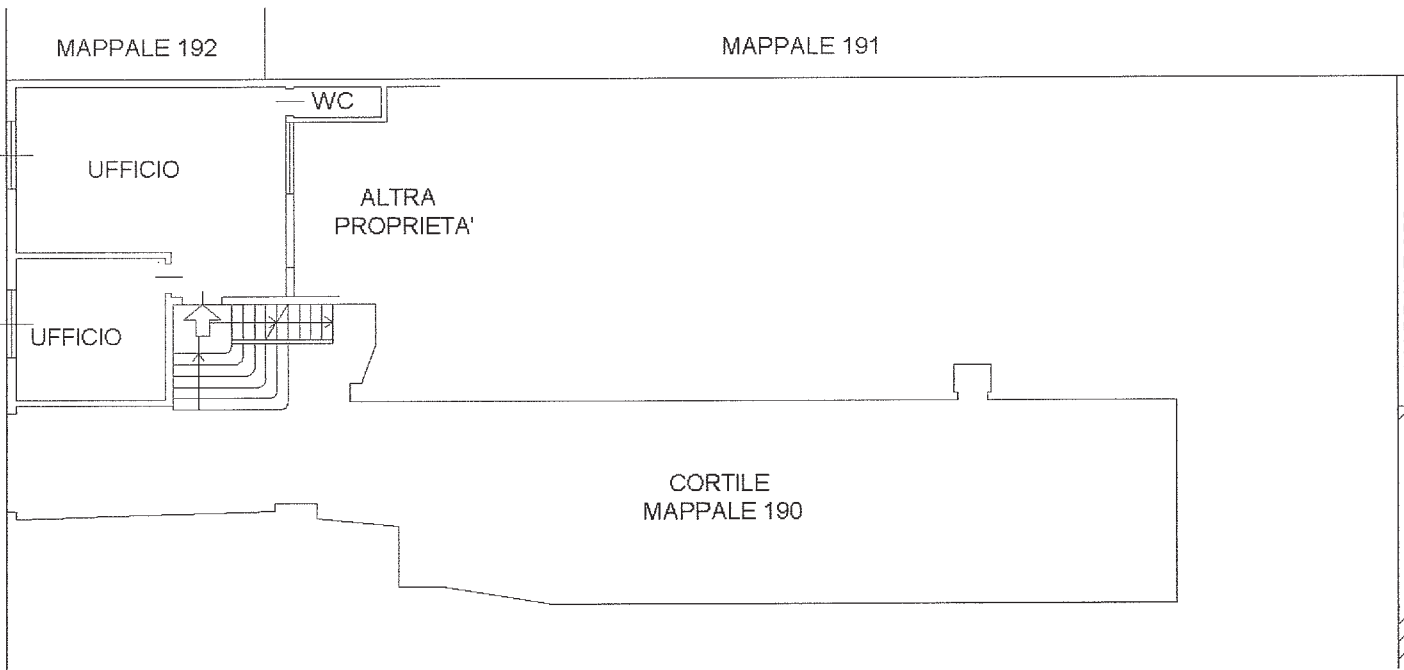 MAPPALE 192
MAPPALE 191
WC
UFFICIO
ALTRA
PROPRIETA'
UFFICIO
CORTILE
MAPPALE 190